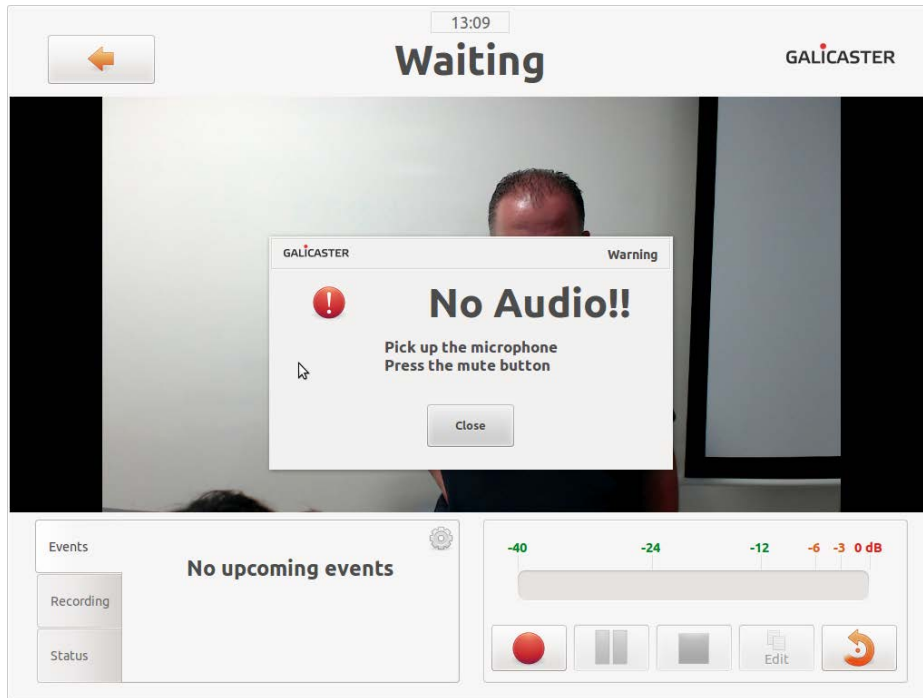 13:09
Waiting
GALICASTER
GALICASTER
Warning
No Audio!!
Pick up the microphone
Press the mute button
Close
Events
No upcoming events
Recording
Status
-40 -24 -12 -6 -3 0 dB
Edit